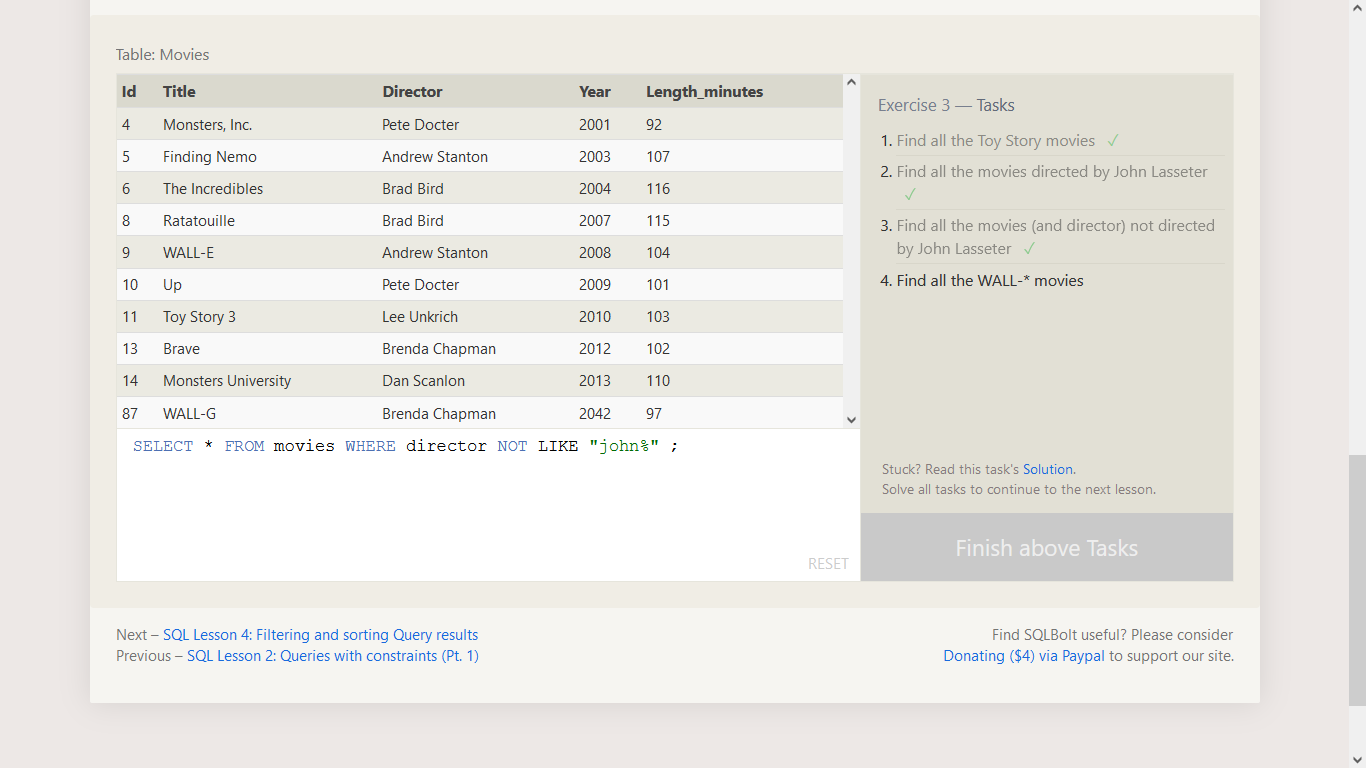 Table: Movies
Id Title Director Year Length_minutes
4 Monsters, Inc. Pete Docter 2001 92
5 Finding Nemo Andrew Stanton 2003 107
6 The Incredibles Brad Bird 2004 116
8 Ratatouille Brad Bird 2007 115
9 WALL-E Andrew Stanton 2008 104
10 Up Pete Docter 2009 101
11 Toy Story 3 Lee Unkrich 2010 103
13 Brave Brenda Chapman 2012 102
14 Monsters University Dan Scanlon 2013 110
87 WALL-G Brenda Chapman 2042 97
SELECT * FROM movies WHERE director NOT LIKE "john%" ;
RESET
Exercise 3 — Tasks
1. Find all the Toy Story movies ✓
2. Find all the movies directed by John Lasseter
✓
3. Find all the movies (and director) not directed
by John Lasseter ✓
4. Find all the WALL-* movies
Stuck? Read this task's Solution.
Solve all tasks to continue to the next lesson.
Finish above Tasks
Next – SQL Lesson 4: Filtering and sorting Query results
Previous – SQL Lesson 2: Queries with constraints (Pt. 1)
Find SQLBolt useful? Please consider
Donating ($4) via Paypal to support our site.